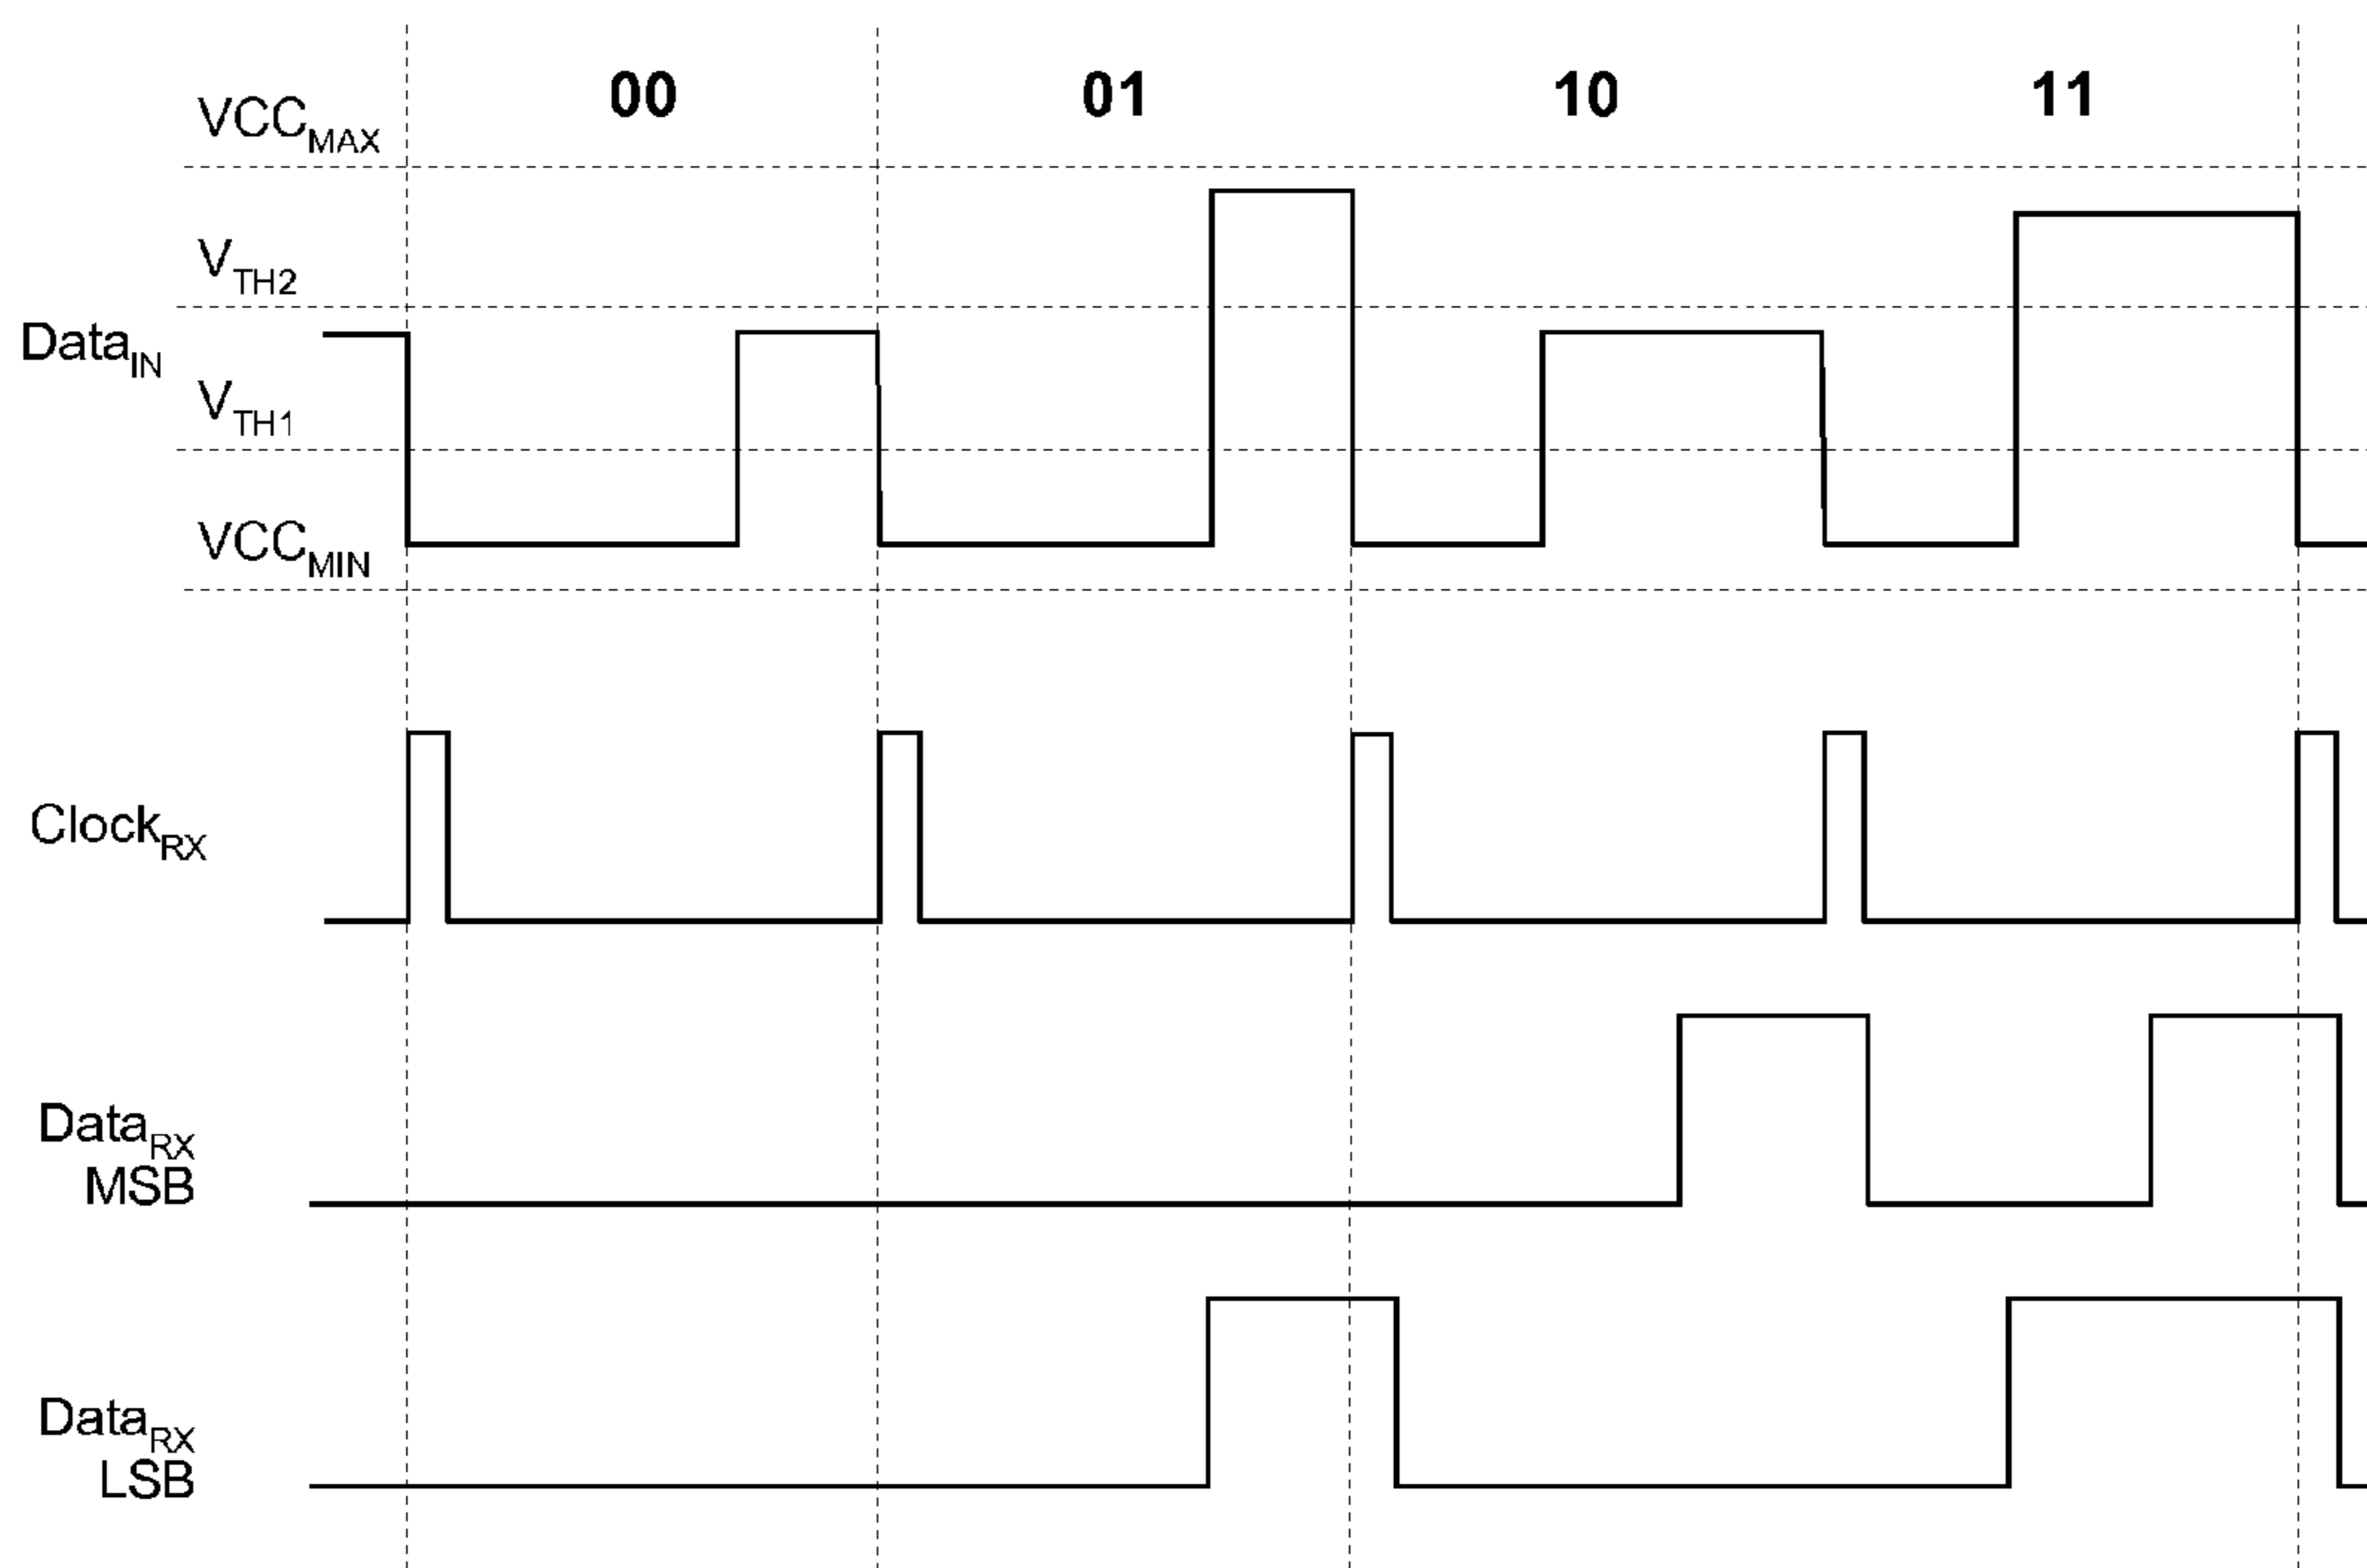 00 01 10 11
VCCMAX
VTH2
DataIN
VTH1
VCCMIN
ClockRX
DataRX
MSB
DataRX
LSB